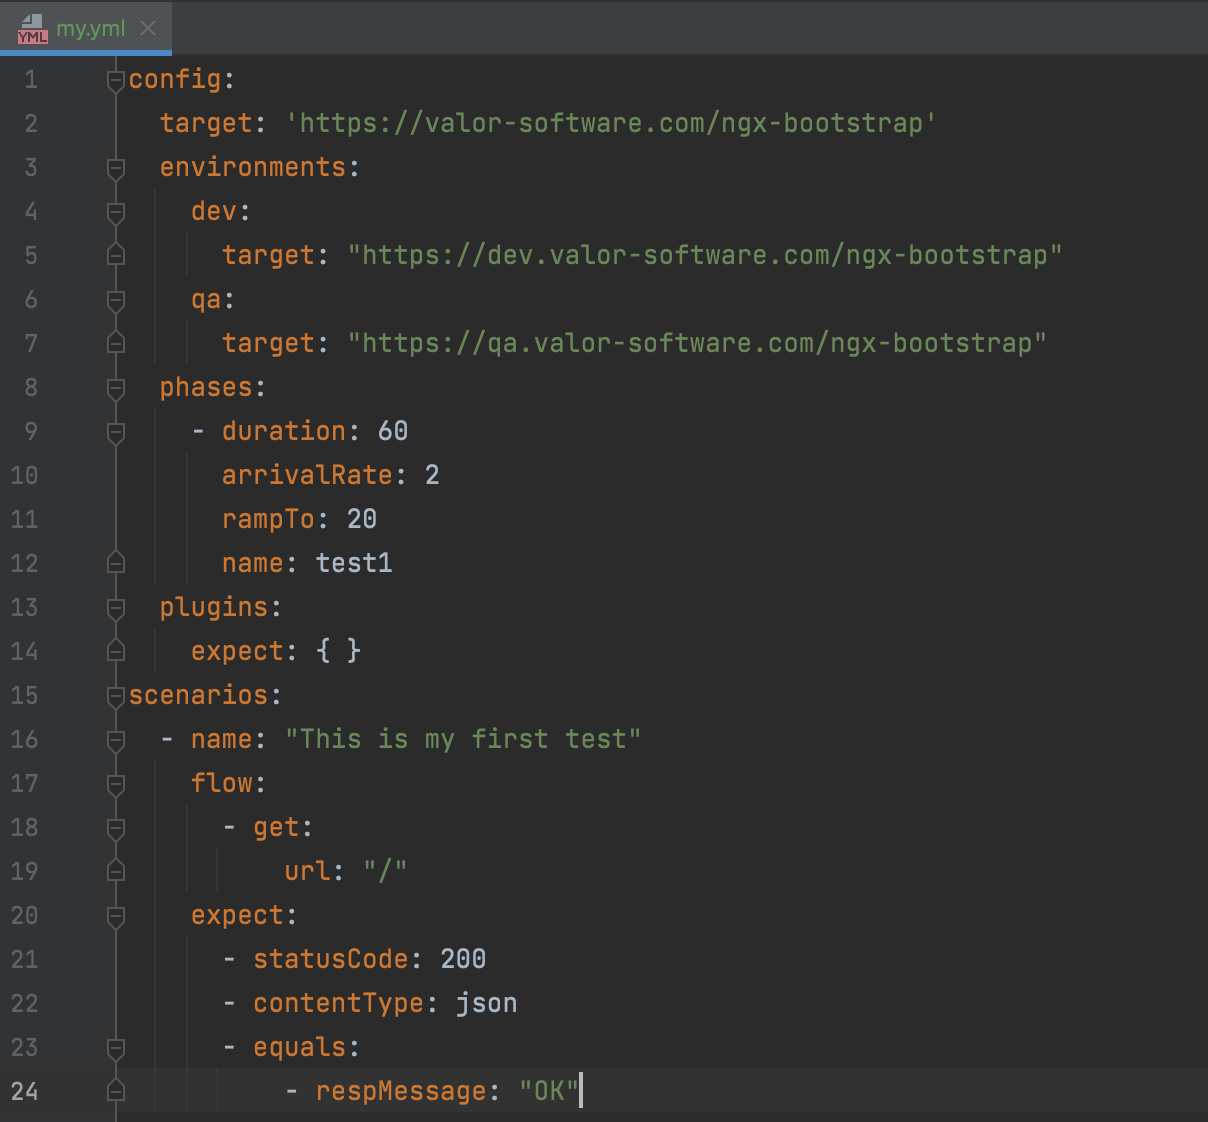 YML my.yml
1 config:
2   target: 'https://valor-software.com/ngx-bootstrap'
3   environments:
4     dev:
5       target: "https://dev.valor-software.com/ngx-bootstrap"
6     qa:
7       target: "https://qa.valor-software.com/ngx-bootstrap"
8   phases:
9     - duration: 60
10       arrivalRate: 2
11       rampTo: 20
12       name: test1
13   plugins:
14     expect: { }
15 scenarios:
16   - name: "This is my first test"
17     flow:
18       - get:
19           url: "/"
20     expect:
21       - statusCode: 200
22       - contentType: json
23       - equals:
24           - respMessage: "OK"